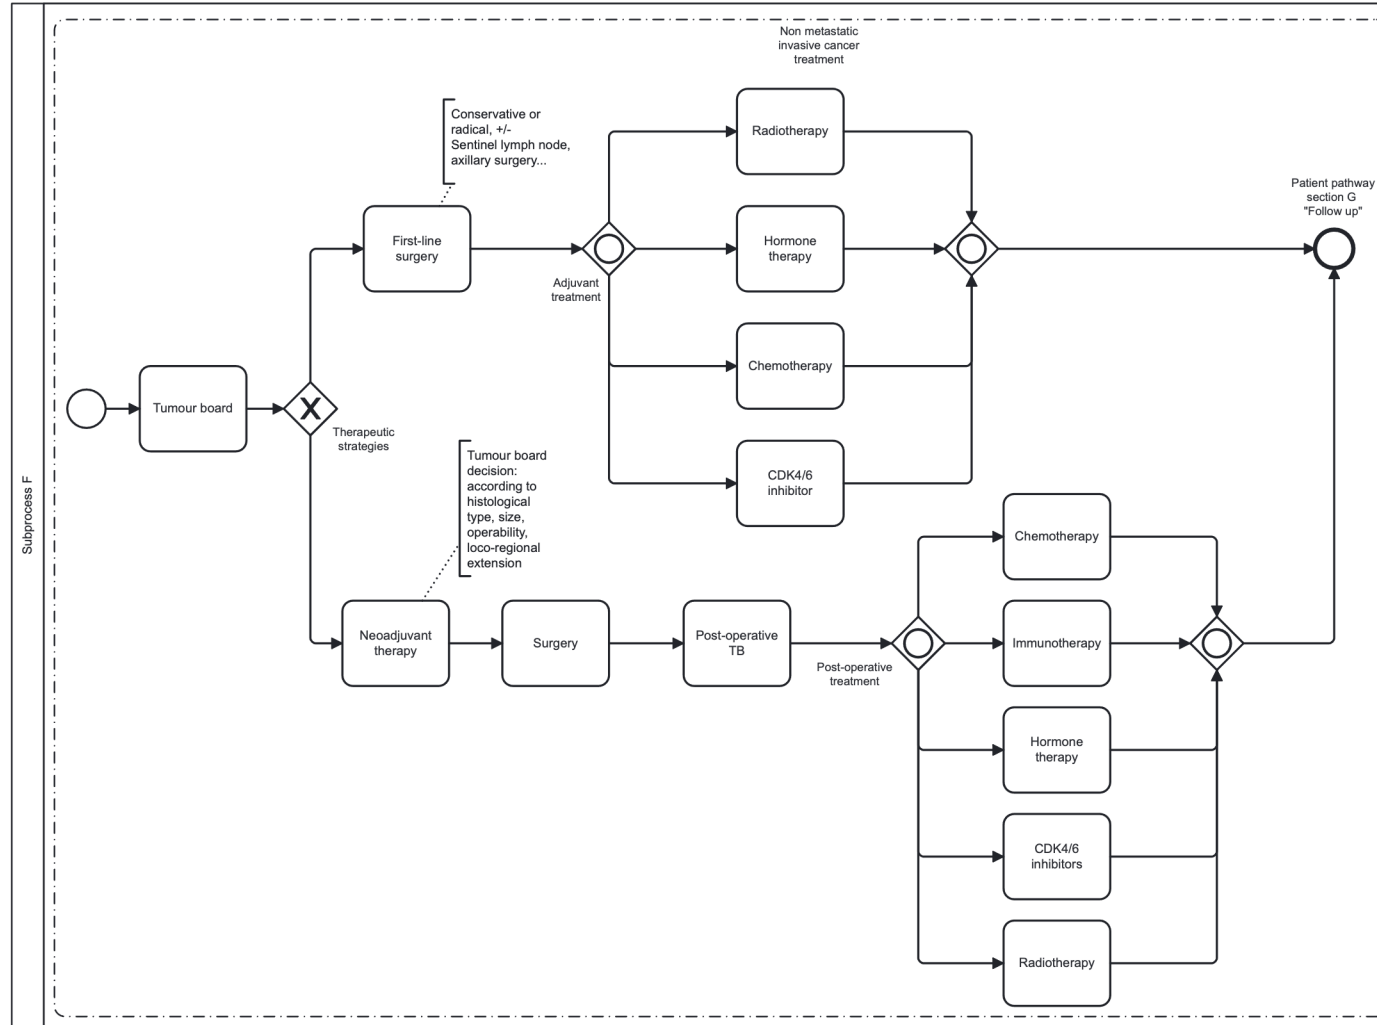 Subprocess F
Non metastatic
invasive cancer
treatment
Conservative or
radical, +/-
Sentinel lymph node,
axillary surgery...
Radiotherapy
Patient pathway
section G
"Follow up"
First-line
surgery
Adjuvant
treatment
Hormone
therapy
Chemotherapy
Tumour board
X
Therapeutic
strategies
CDK4/6
inhibitor
Tumour board
decision:
according to
histological
type, size,
operability,
loco-regional
extension
Neoadjuvant
therapy
Surgery
Post-operative
TB
Post-operative
treatment
Chemotherapy
Immunotherapy
Hormone
therapy
CDK4/6
inhibitors
Radiotherapy